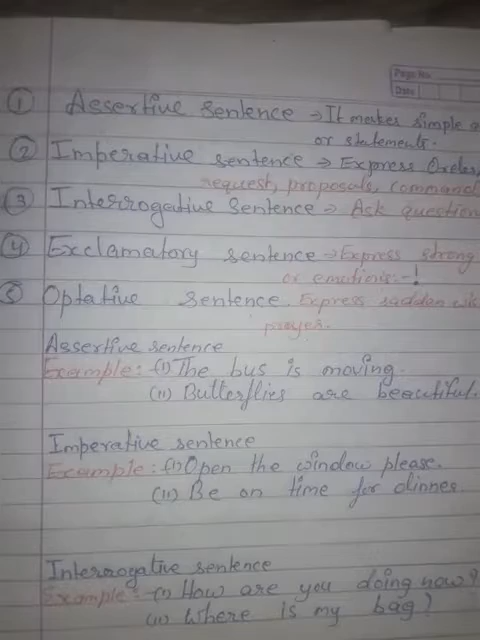 Page No.
Date
① Assertive sentence → It makes simple
or statements.
② Imperative sentence → Express Orders,
request, proposals, command
③ Interrogative sentence → Ask question
④ Exclamatory sentence → Express strong
or emotions.-!
⑤ Optative sentence. Express sadden
prayer.
Assertive sentence
Example:- (i) The bus is moving.
(ii) Butterflies are beautiful.
Imperative sentence
Example:- (i) Open the window please.
(ii) Be on time for dinner
Interrogative sentence
Example:- (i) How are you doing now?
(ii) Where is my bag?